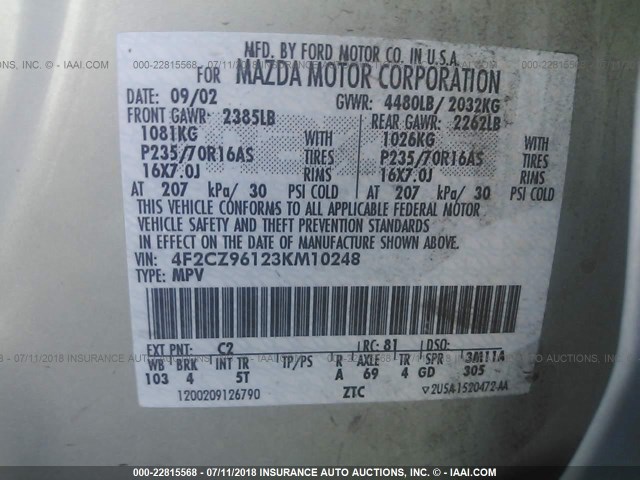 000-22815568 - 07/11/2018 INSURANCE AUTO AUCTIONS, CTN - © IAAI.COM
MFD. BY FORD MOTOR CO. IN U.S.A.
FOR MAZDA MOTOR CORPORATION
DATE: 09/02 GVWR: 4480LB/ 2032KG
FRONT GAWR: 2385LB REAR GAWR: 2262LB
1081KG WITH 1026KG WITH
P235/70R16AS TIRES P235/70R16AS TIRES
16X7.0J RIMS 16X7.0J RIMS
AT 207 kPa/ 30 PSI COLD AT 207 kPa/ 30 PSI COLD
THIS VEHICLE CONFORMS TO ALL APPLICABLE FEDERAL MOTOR
VEHICLE SAFETY AND THEFT PREVENTION STANDARDS
IN EFFECT ON THE DATE OF MANUFACTURE SHOWN ABOVE.
VIN: 4F2CZ96123KM10248
TYPE: MPV
EXT PNT: C2 RC: 81 DSO:
WB BRK INT TR TP/PS R AXLE TR SPR 3M11A
103 4 5T A 69 4 GD 305
1200209126790 ZTC 2USA-1520472-AA
000-22815568 - 07/11/2018 INSURANCE AUTO AUCTIONS, CTN - © IAAI.COM